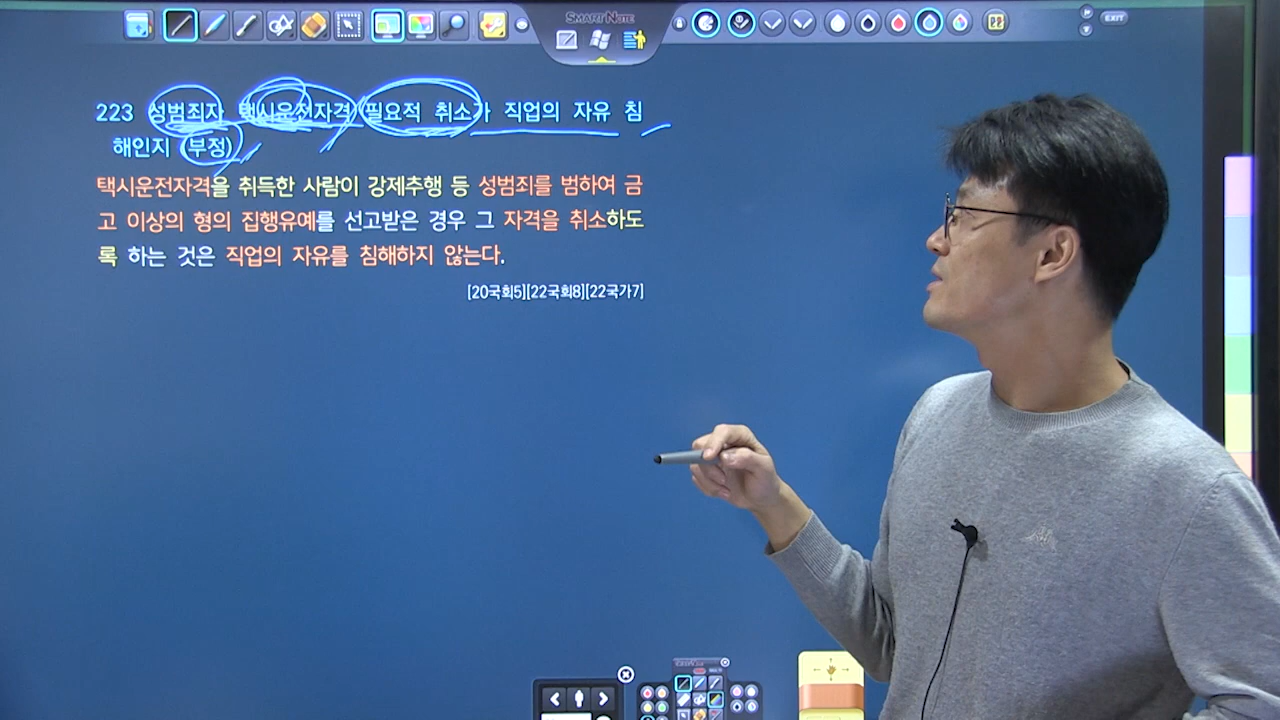 SMART NOTE
EXIT
223 성범죄자 택시운전자격 필요적 취소가 직업의 자유 침
해인지 (부정)
택시운전자격을 취득한 사람이 강제추행 등 성범죄를 범하여 금
고 이상의 형의 집행유예를 선고받은 경우 그 자격을 취소하도
록 하는 것은 직업의 자유를 침해하지 않는다.
[20국회5][22국회8][22국가7]